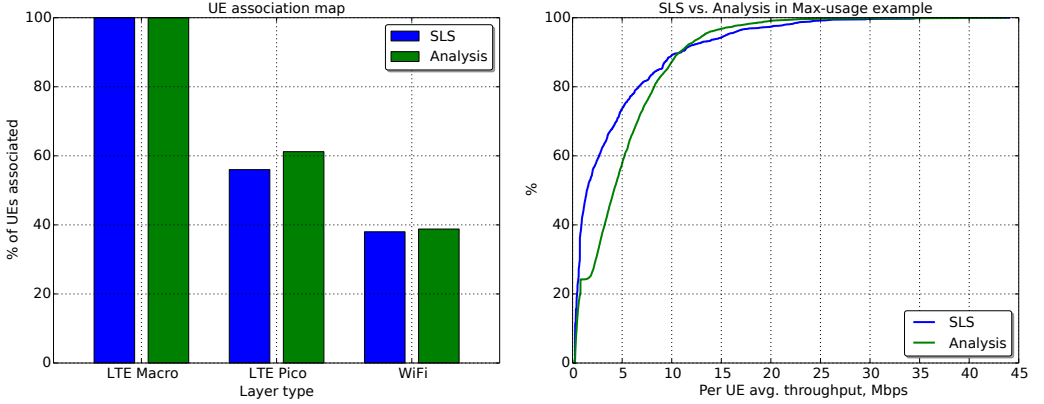 UE association map
100
80
60
40
20
0
% of UEs associated
SLS
Analysis
LTE Macro
LTE Pico
WiFi
Layer type
SLS vs. Analysis in Max-usage example
100
80
60
40
20
0
%
SLS
Analysis
0
5
10
15
20
25
30
35
40
45
Per UE avg. throughput, Mbps